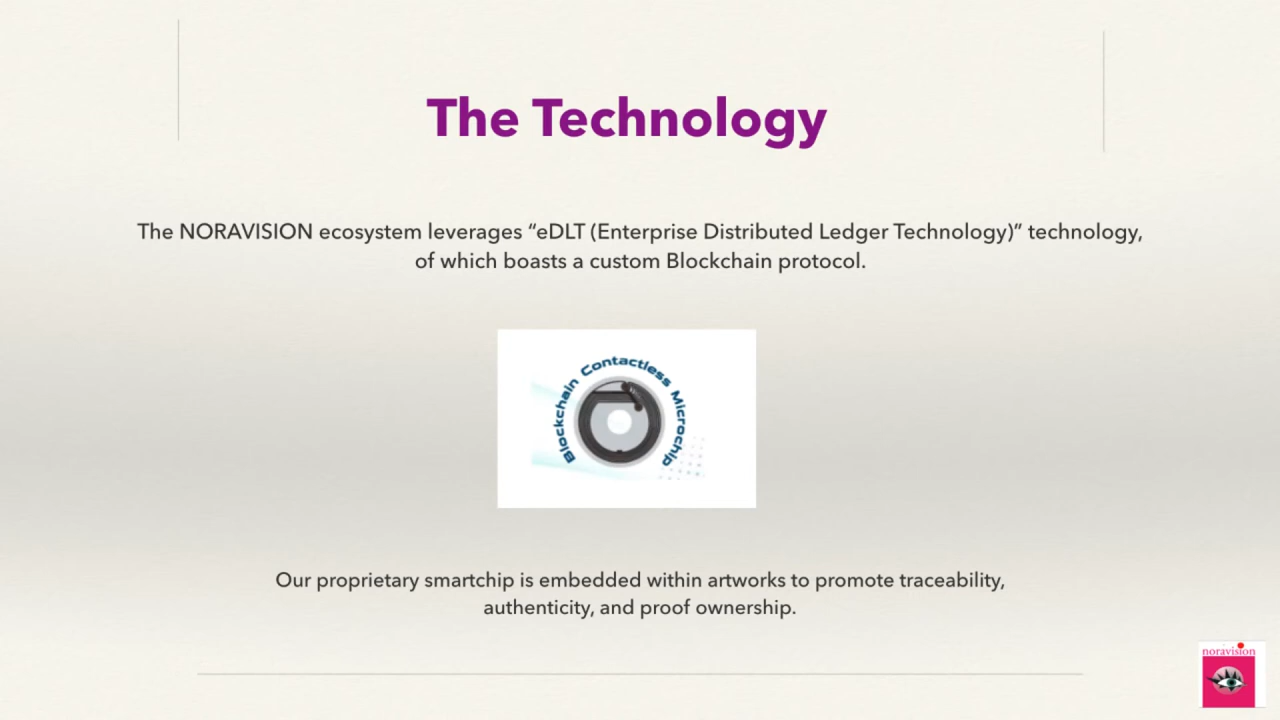 The Technology
The NORAVISION ecosystem leverages “eDLT (Enterprise Distributed Ledger Technology)” technology,
of which boasts a custom Blockchain protocol.
Blockchain Contactless Microchip
Our proprietary smartchip is embedded within artworks to promote traceability,
authenticity, and proof ownership.
noravision